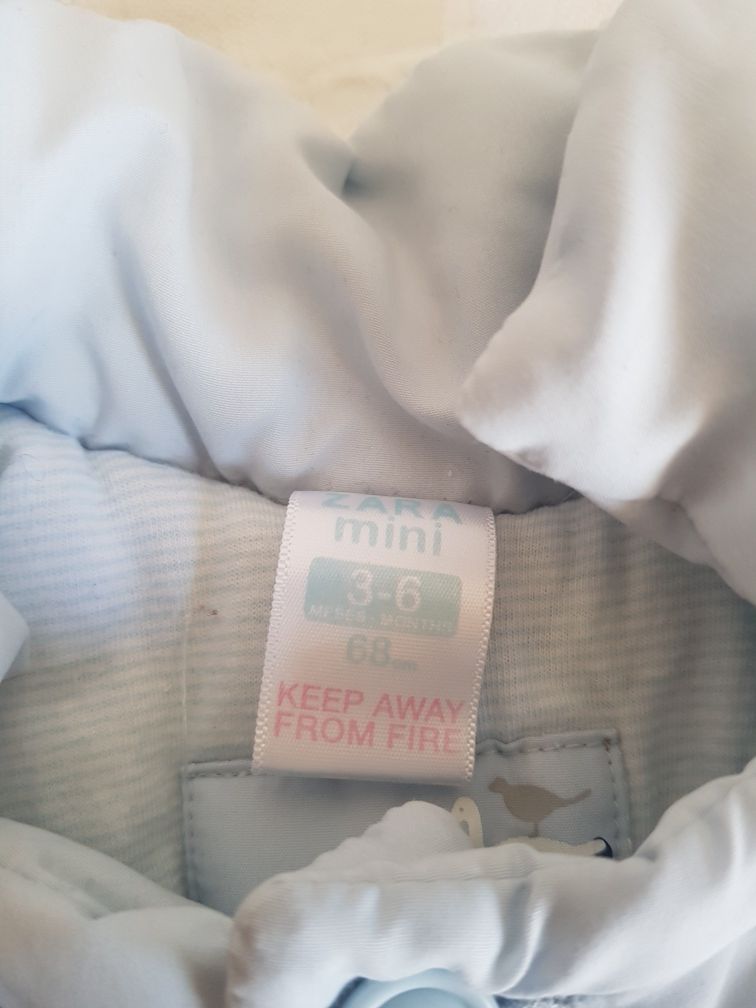 ZARA
mini
3-6
MESES - MONTHS
68cm
KEEP AWAY
FROM FIRE